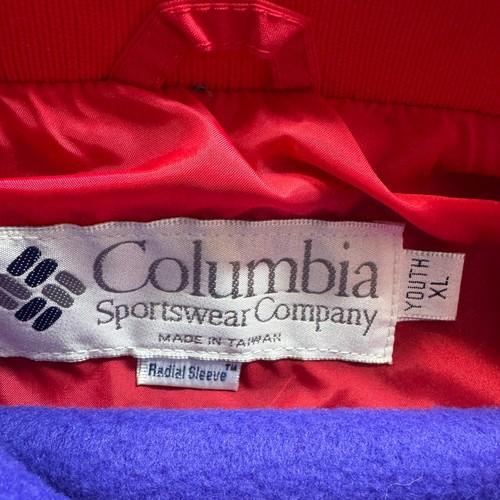 Columbia
Sportswear Company
MADE IN TAIWAN
Radial Sleeve™
YOUTH
XL